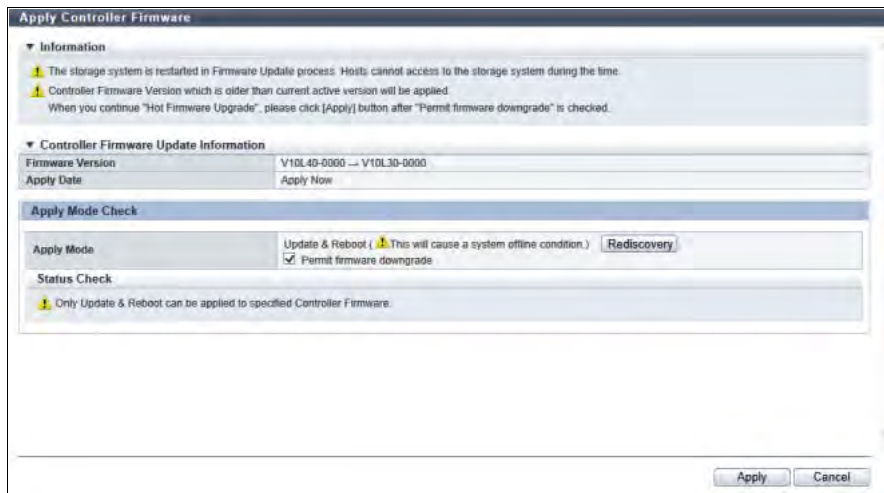 Apply Controller Firmware
▼ Information
The storage system is restarted in Firmware Update process. Hosts cannot access to the storage system during the time.
Controller Firmware Version which is older than current active version will be applied.
When you continue "Hot Firmware Upgrade", please click [Apply] button after "Permit firmware downgrade" is checked.
▼ Controller Firmware Update Information
Firmware Version V10L40-0000 → V10L30-0000
Apply Date Apply Now
Apply Mode Check
Apply Mode Update & Reboot ( This will cause a system offline condition.) Rediscovery
Permit firmware downgrade
Status Check
Only Update & Reboot can be applied to specified Controller Firmware.
Apply Cancel